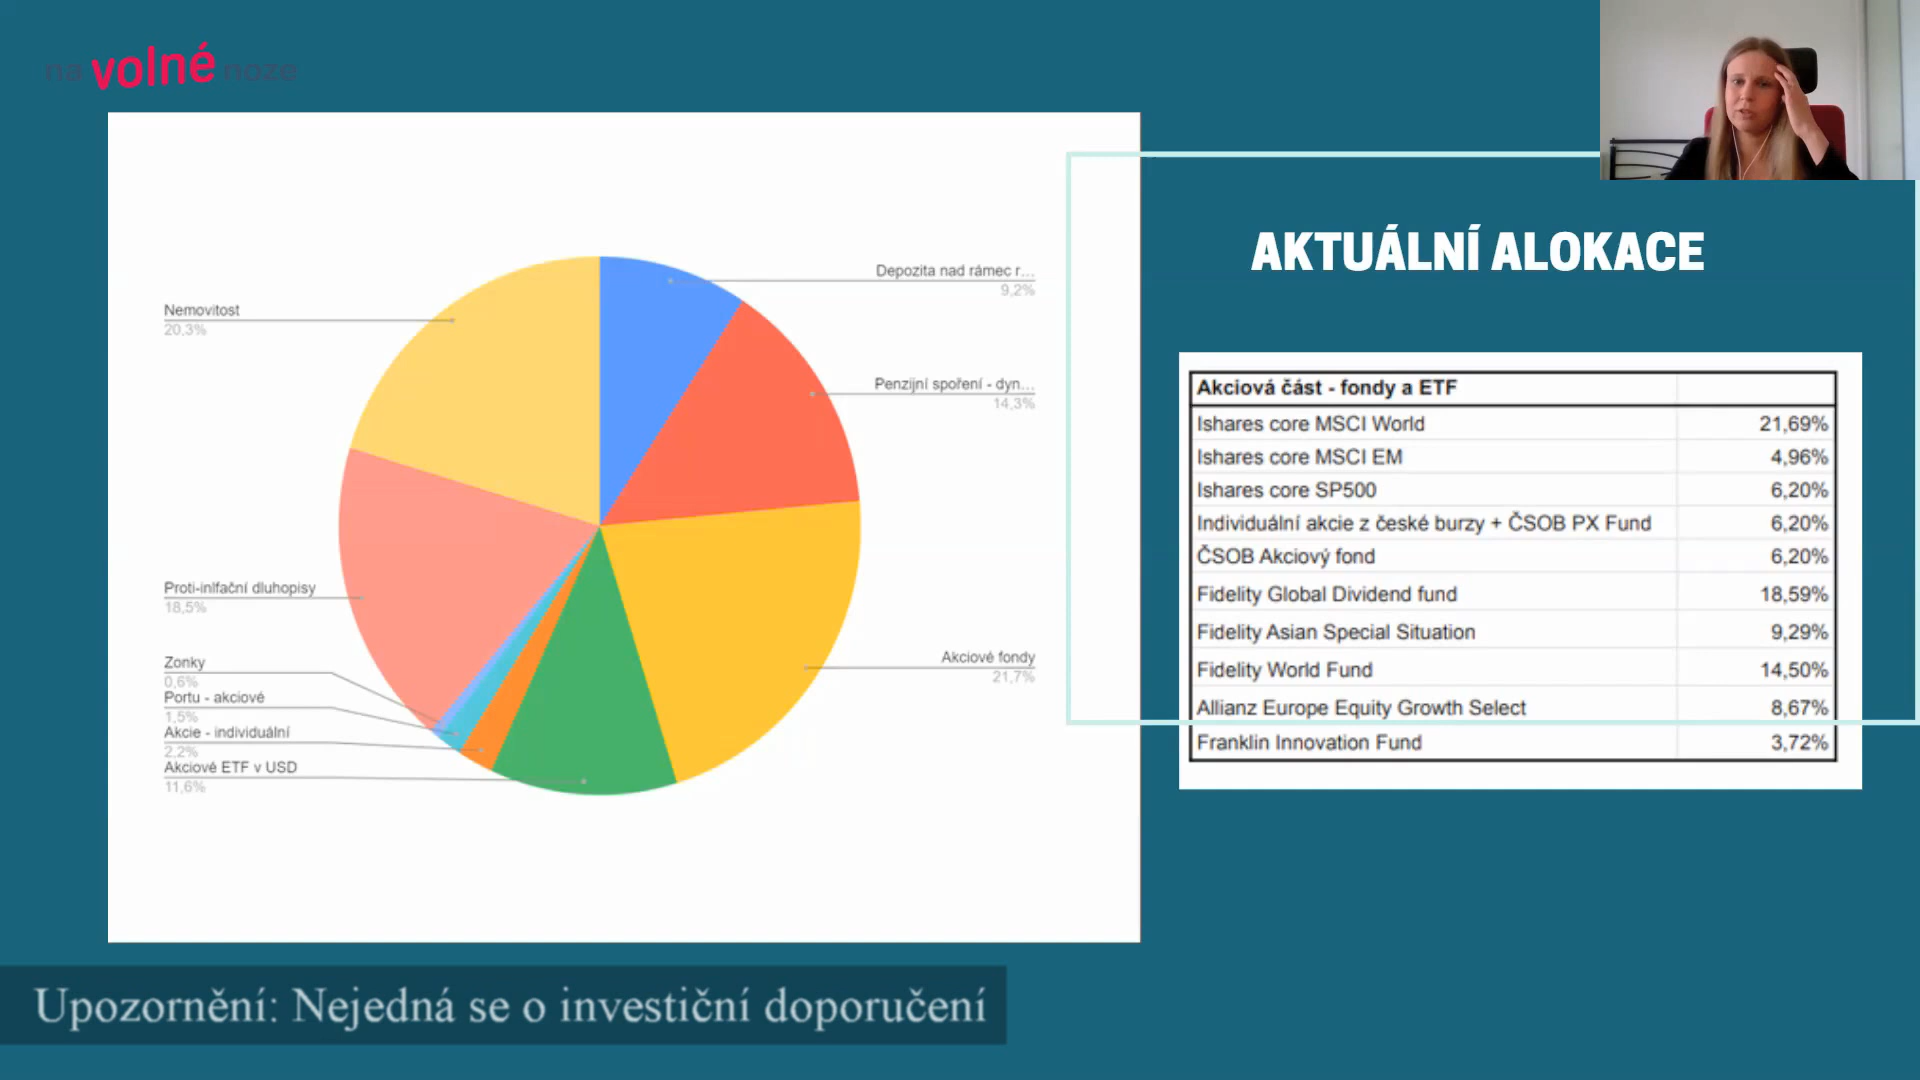 na volné noze
AKTUÁLNÍ ALOKACE
Depozita nad rámec r...
9,2%
Penzijní spoření - dyn...
14,3%
Akciové fondy
21,7%
Nemovitost
20,3%
Proti-inlfační dluhopisy
18,5%
Zonky
0,6%
Portu - akciové
1,5%
Akcie - individuální
2,2%
Akciové ETF v USD
11,6%
Akciová část - fondy a ETF
Ishares core MSCI World 21,69%
Ishares core MSCI EM 4,96%
Ishares core SP500 6,20%
Individuální akcie z české burzy + ČSOB PX Fund 6,20%
ČSOB Akciový fond 6,20%
Fidelity Global Dividend fund 18,59%
Fidelity Asian Special Situation 9,29%
Fidelity World Fund 14,50%
Allianz Europe Equity Growth Select 8,67%
Franklin Innovation Fund 3,72%
Upozornění: Nejedná se o investiční doporučení